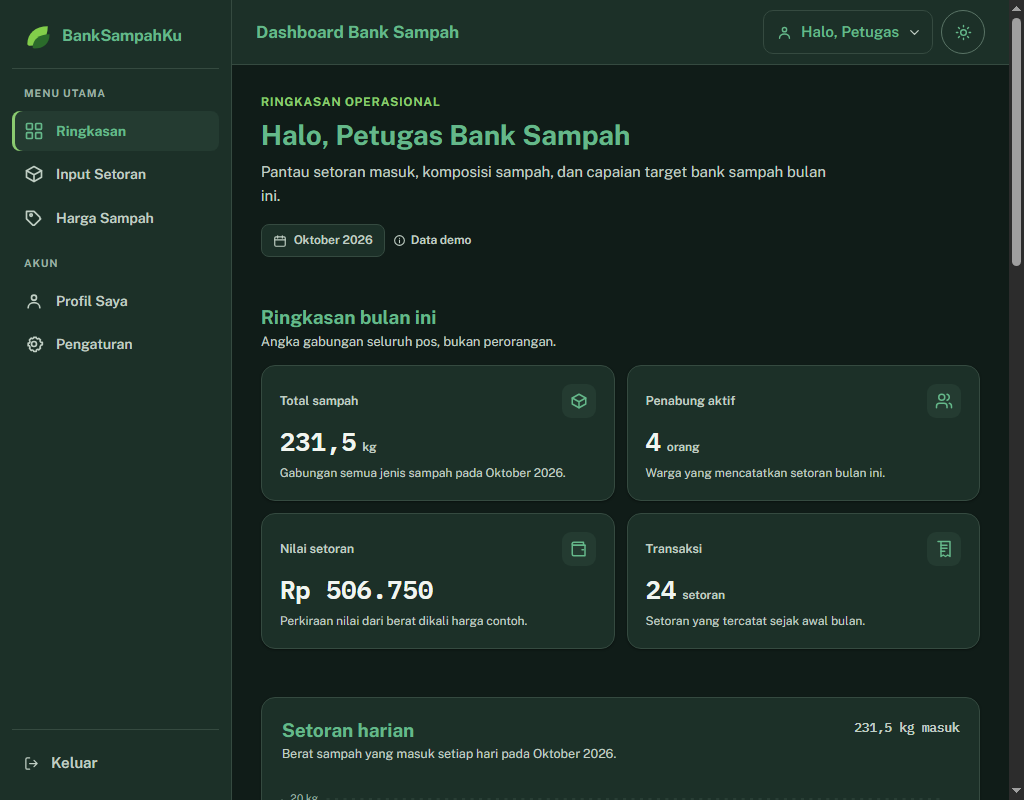 BankSampahKu
MENU UTAMA
Ringkasan
Input Setoran
Harga Sampah
AKUN
Profil Saya
Pengaturan
Keluar
Dashboard Bank Sampah
Halo, Petugas
RINGKASAN OPERASIONAL
Halo, Petugas Bank Sampah
Pantau setoran masuk, komposisi sampah, dan capaian target bank sampah bulan
ini.
Oktober 2026
Data demo
Ringkasan bulan ini
Angka gabungan seluruh pos, bukan perorangan.
Total sampah
231,5 kg
Gabungan semua jenis sampah pada Oktober 2026.
Penabung aktif
4 orang
Warga yang mencatatkan setoran bulan ini.
Nilai setoran
Rp 506.750
Perkiraan nilai dari berat dikali harga contoh.
Transaksi
24 setoran
Setoran yang tercatat sejak awal bulan.
Setoran harian
231,5 kg masuk
Berat sampah yang masuk setiap hari pada Oktober 2026.
20 kg